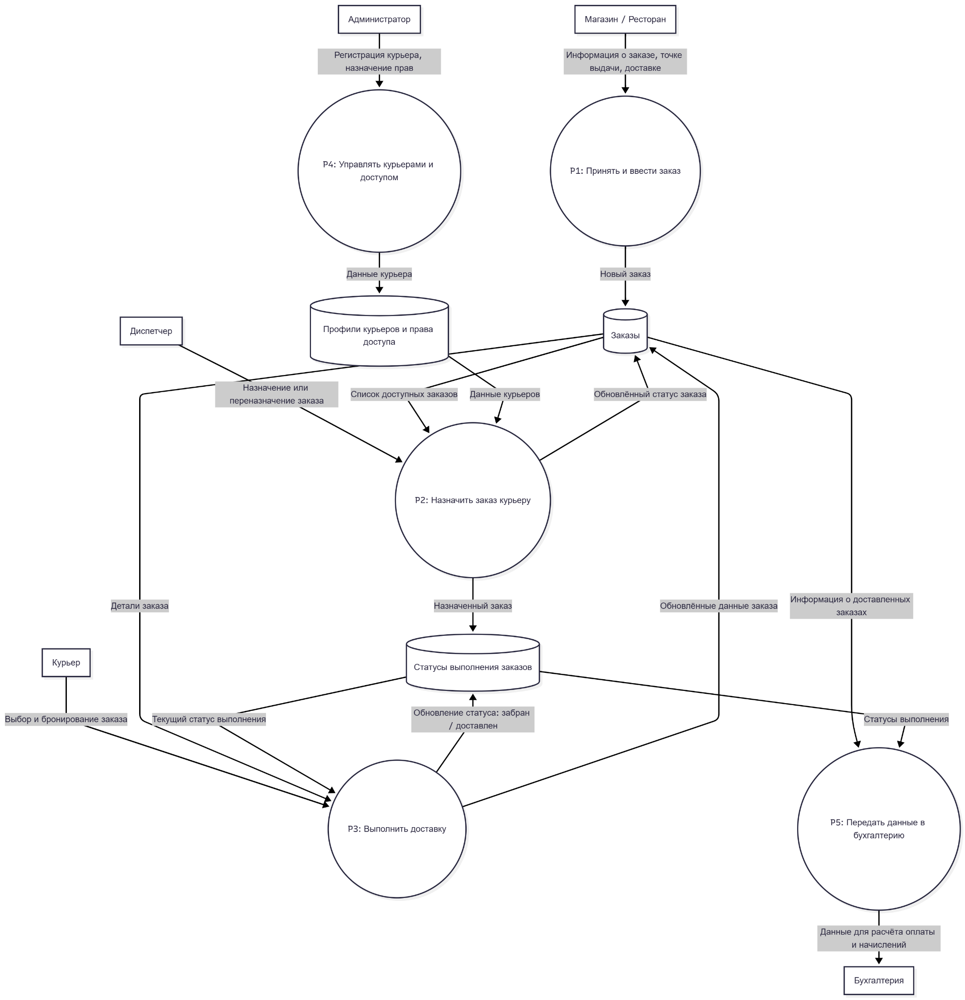 Администратор
Магазин / Ресторан
Регистрация курьера,
назначение прав
Информация о заказе, точке
выдачи, доставке
P4: Управлять курьерами и
доступом
P1: Принять и ввести заказ
Данные курьера
Новый заказ
Диспетчер
Профили курьеров и права
доступа
Заказы
Назначение или
переназначение заказа
Список доступных заказов
Данные курьеров
Обновлённый статус заказа
P2: Назначить заказ курьеру
Детали заказа
Назначенный заказ
Обновлённые данные заказа
Информация о доставленных
заказах
Курьер
Статусы выполнения заказов
Выбор и бронирование заказа
Текущий статус выполнения
Обновление статуса: забран
/ доставлен
Статусы выполнения
P3: Выполнить доставку
P5: Передать данные в
бухгалтерию
Данные для расчёта оплаты
и начислений
Бухгалтерия